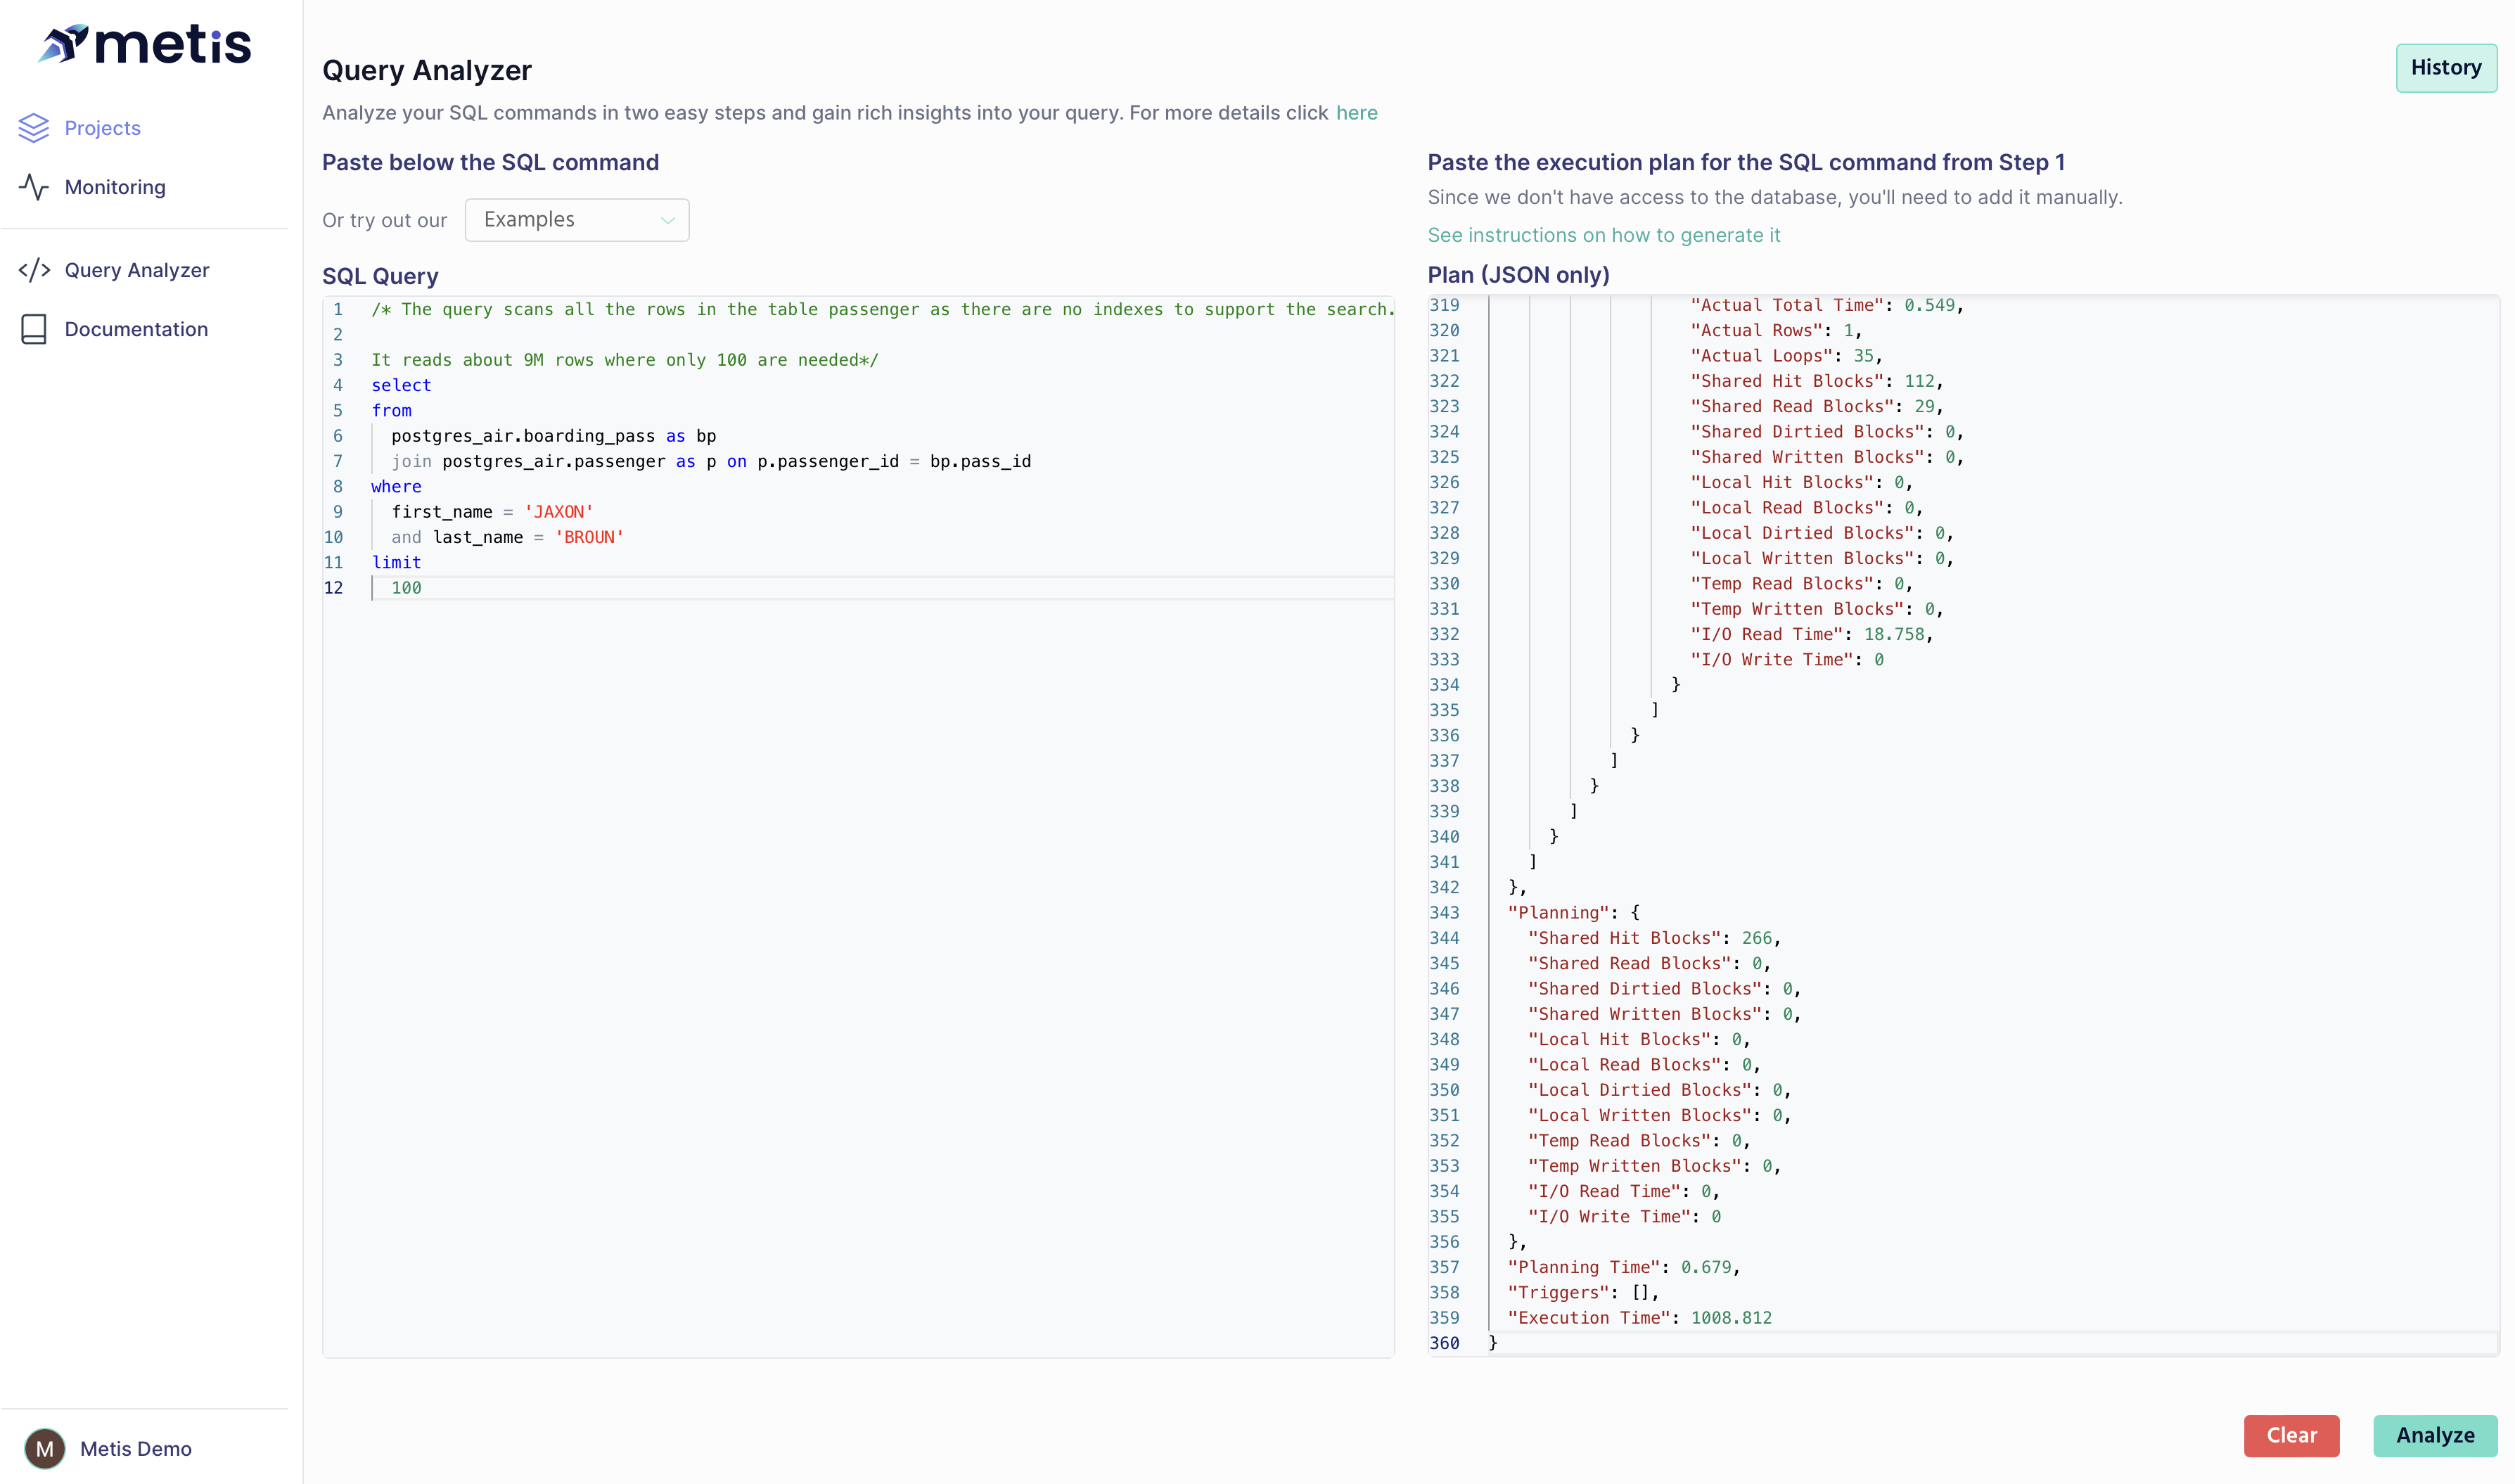 metis
Projects
Monitoring
Query Analyzer
Documentation
M
Metis Demo
Query Analyzer
History
Analyze your SQL commands in two easy steps and gain rich insights into your query. For more details click here
Paste below the SQL command
Or try out our
Examples
SQL Query
1 /* The query scans all the rows in the table passenger as there are no indexes to support the search.
2
3 It reads about 9M rows where only 100 are needed*/
4 select
5 from
6 postgres_air.boarding_pass as bp
7 join postgres_air.passenger as p on p.passenger_id = bp.pass_id
8 where
9 first_name = 'JAXON'
10 and last_name = 'BROUN'
11 limit
12 100
Paste the execution plan for the SQL command from Step 1
Since we don't have access to the database, you'll need to add it manually.
See instructions on how to generate it
Plan (JSON only)
319 "Actual Total Time": 0.549,
320 "Actual Rows": 1,
321 "Actual Loops": 35,
322 "Shared Hit Blocks": 112,
323 "Shared Read Blocks": 29,
324 "Shared Dirtied Blocks": 0,
325 "Shared Written Blocks": 0,
326 "Local Hit Blocks": 0,
327 "Local Read Blocks": 0,
328 "Local Dirtied Blocks": 0,
329 "Local Written Blocks": 0,
330 "Temp Read Blocks": 0,
331 "Temp Written Blocks": 0,
332 "I/O Read Time": 18.758,
333 "I/O Write Time": 0
334 }
335 ]
336 }
337 ]
338 }
339 ]
340 }
341 ]
342 },
343 "Planning": {
344 "Shared Hit Blocks": 266,
345 "Shared Read Blocks": 0,
346 "Shared Dirtied Blocks": 0,
347 "Shared Written Blocks": 0,
348 "Local Hit Blocks": 0,
349 "Local Read Blocks": 0,
350 "Local Dirtied Blocks": 0,
351 "Local Written Blocks": 0,
352 "Temp Read Blocks": 0,
353 "Temp Written Blocks": 0,
354 "I/O Read Time": 0,
355 "I/O Write Time": 0
356 },
357 "Planning Time": 0.679,
358 "Triggers": [],
359 "Execution Time": 1008.812
360 }
Clear
Analyze